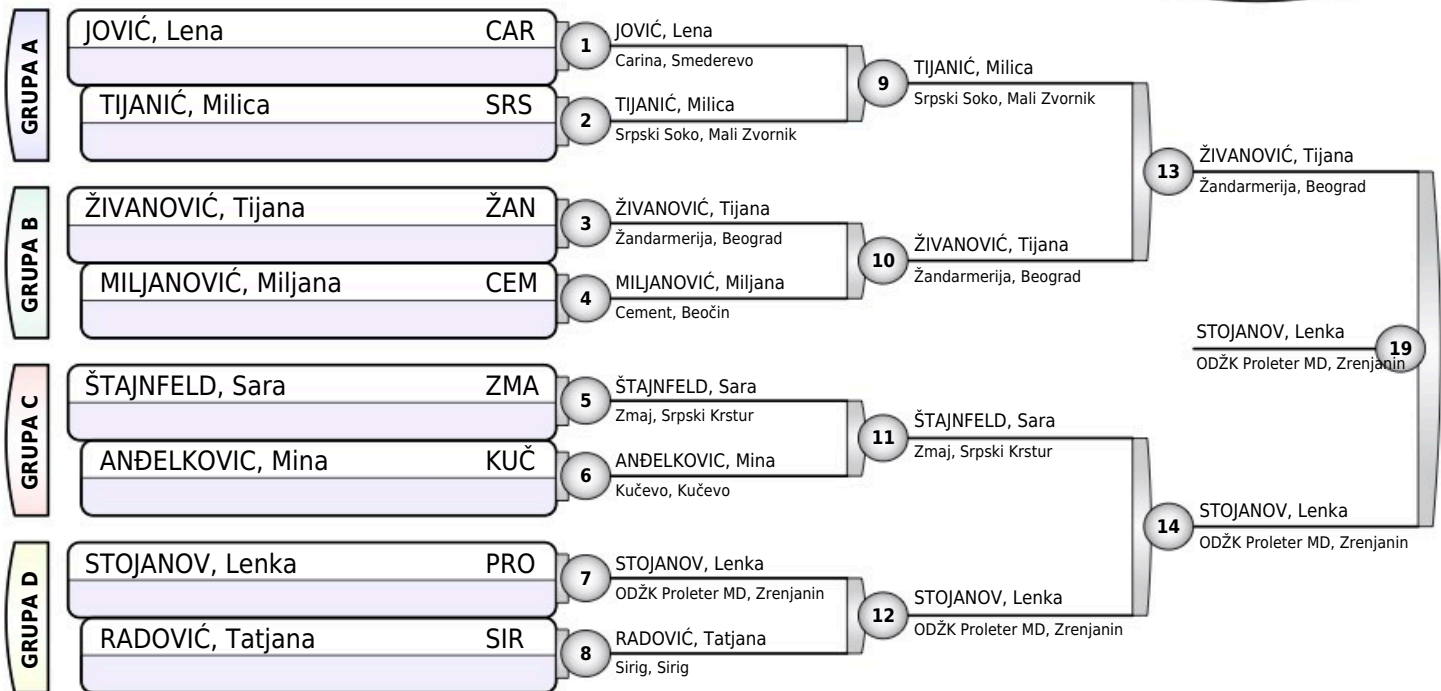 GRUPA A
JOVIĆ, Lena CAR
TIJANIĆ, Milica SRS
GRUPA B
ŽIVANOVIĆ, Tijana ŽAN
MILJANOVIĆ, Miljana CEM
GRUPA C
ŠTAJNFELD, Sara ZMA
ANĐELKOVIC, Mina KUČ
GRUPA D
STOJANOV, Lenka PRO
RADOVIĆ, Tatjana SIR
1 JOVIĆ, Lena
Carina, Smederevo
2 TIJANIĆ, Milica
Srpski Soko, Mali Zvornik
3 ŽIVANOVIĆ, Tijana
Žandarmerija, Beograd
4 MILJANOVIĆ, Miljana
Cement, Beočin
5 ŠTAJNFELD, Sara
Zmaj, Srpski Krstur
6 ANĐELKOVIC, Mina
Kučevo, Kučevo
7 STOJANOV, Lenka
ODŽK Proleter MD, Zrenjanin
8 RADOVIĆ, Tatjana
Sirig, Sirig
9 TIJANIĆ, Milica
Srpski Soko, Mali Zvornik
10 ŽIVANOVIĆ, Tijana
Žandarmerija, Beograd
11 ŠTAJNFELD, Sara
Zmaj, Srpski Krstur
12 STOJANOV, Lenka
ODŽK Proleter MD, Zrenjanin
13 ŽIVANOVIĆ, Tijana
Žandarmerija, Beograd
14 STOJANOV, Lenka
ODŽK Proleter MD, Zrenjanin
STOJANOV, Lenka 19
ODŽK Proleter MD, Zrenjanin